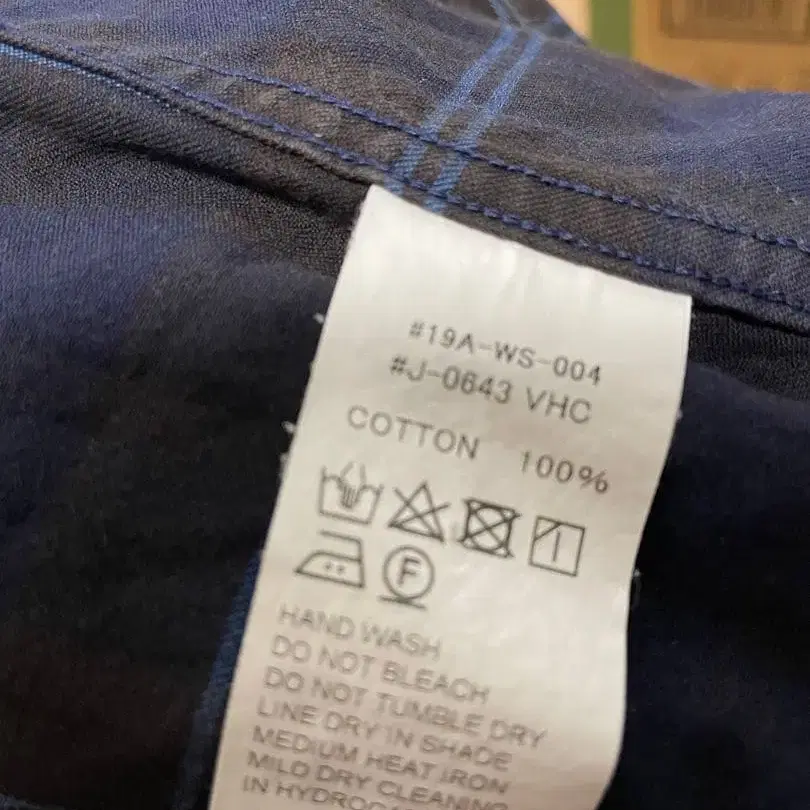 #19A-WS-004
#J-0643 VHC
COTTON 100%
F
HAND WASH
DO NOT BLEACH
DO NOT TUMBLE DRY
LINE DRY IN SHADE
MEDIUM HEAT IRON
MILD DRY CLEANING
IN